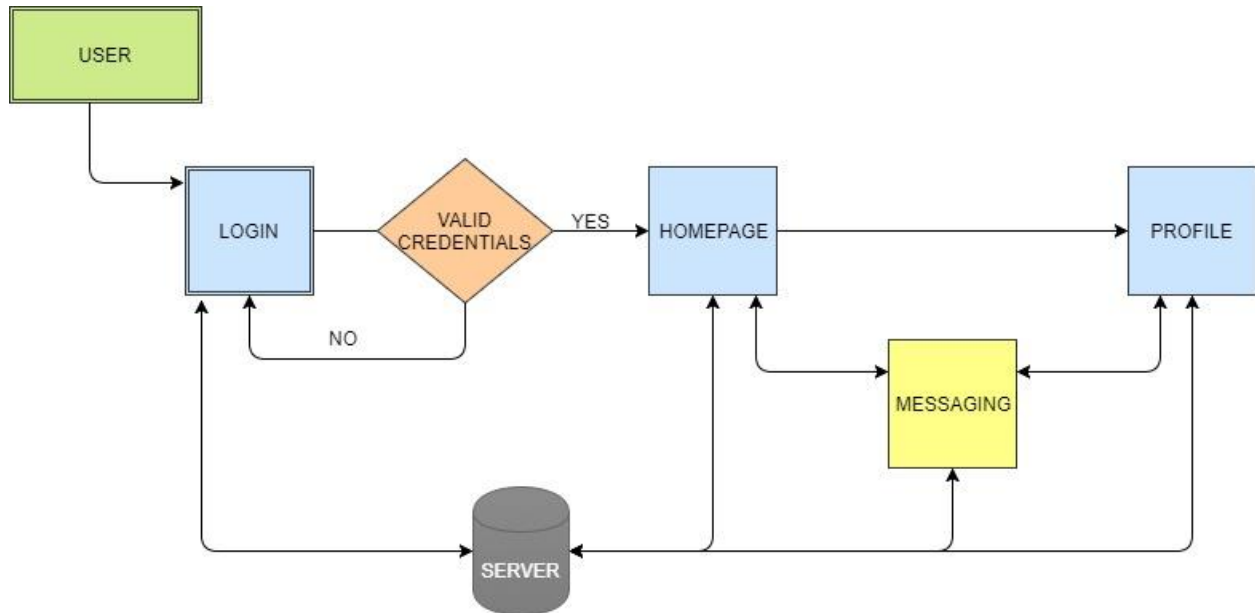 USER
LOGIN
VALID
CREDENTIALS
YES
HOMEPAGE
PROFILE
NO
MESSAGING
SERVER